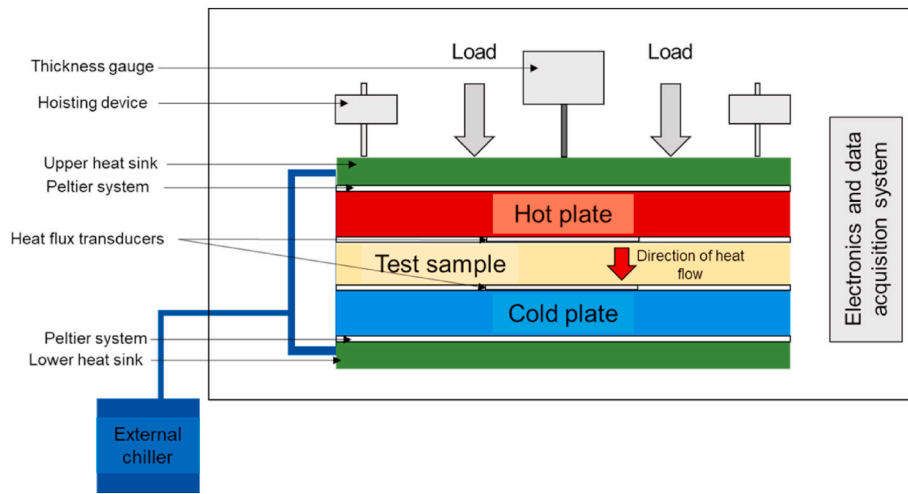 Load
Load
Thickness gauge
Hoisting device
Upper heat sink
Peltier system
Hot plate
Heat flux transducers
Test sample
Direction of heat
flow
Cold plate
Peltier system
Lower heat sink
External
chiller
Electronics and data
acquisition system